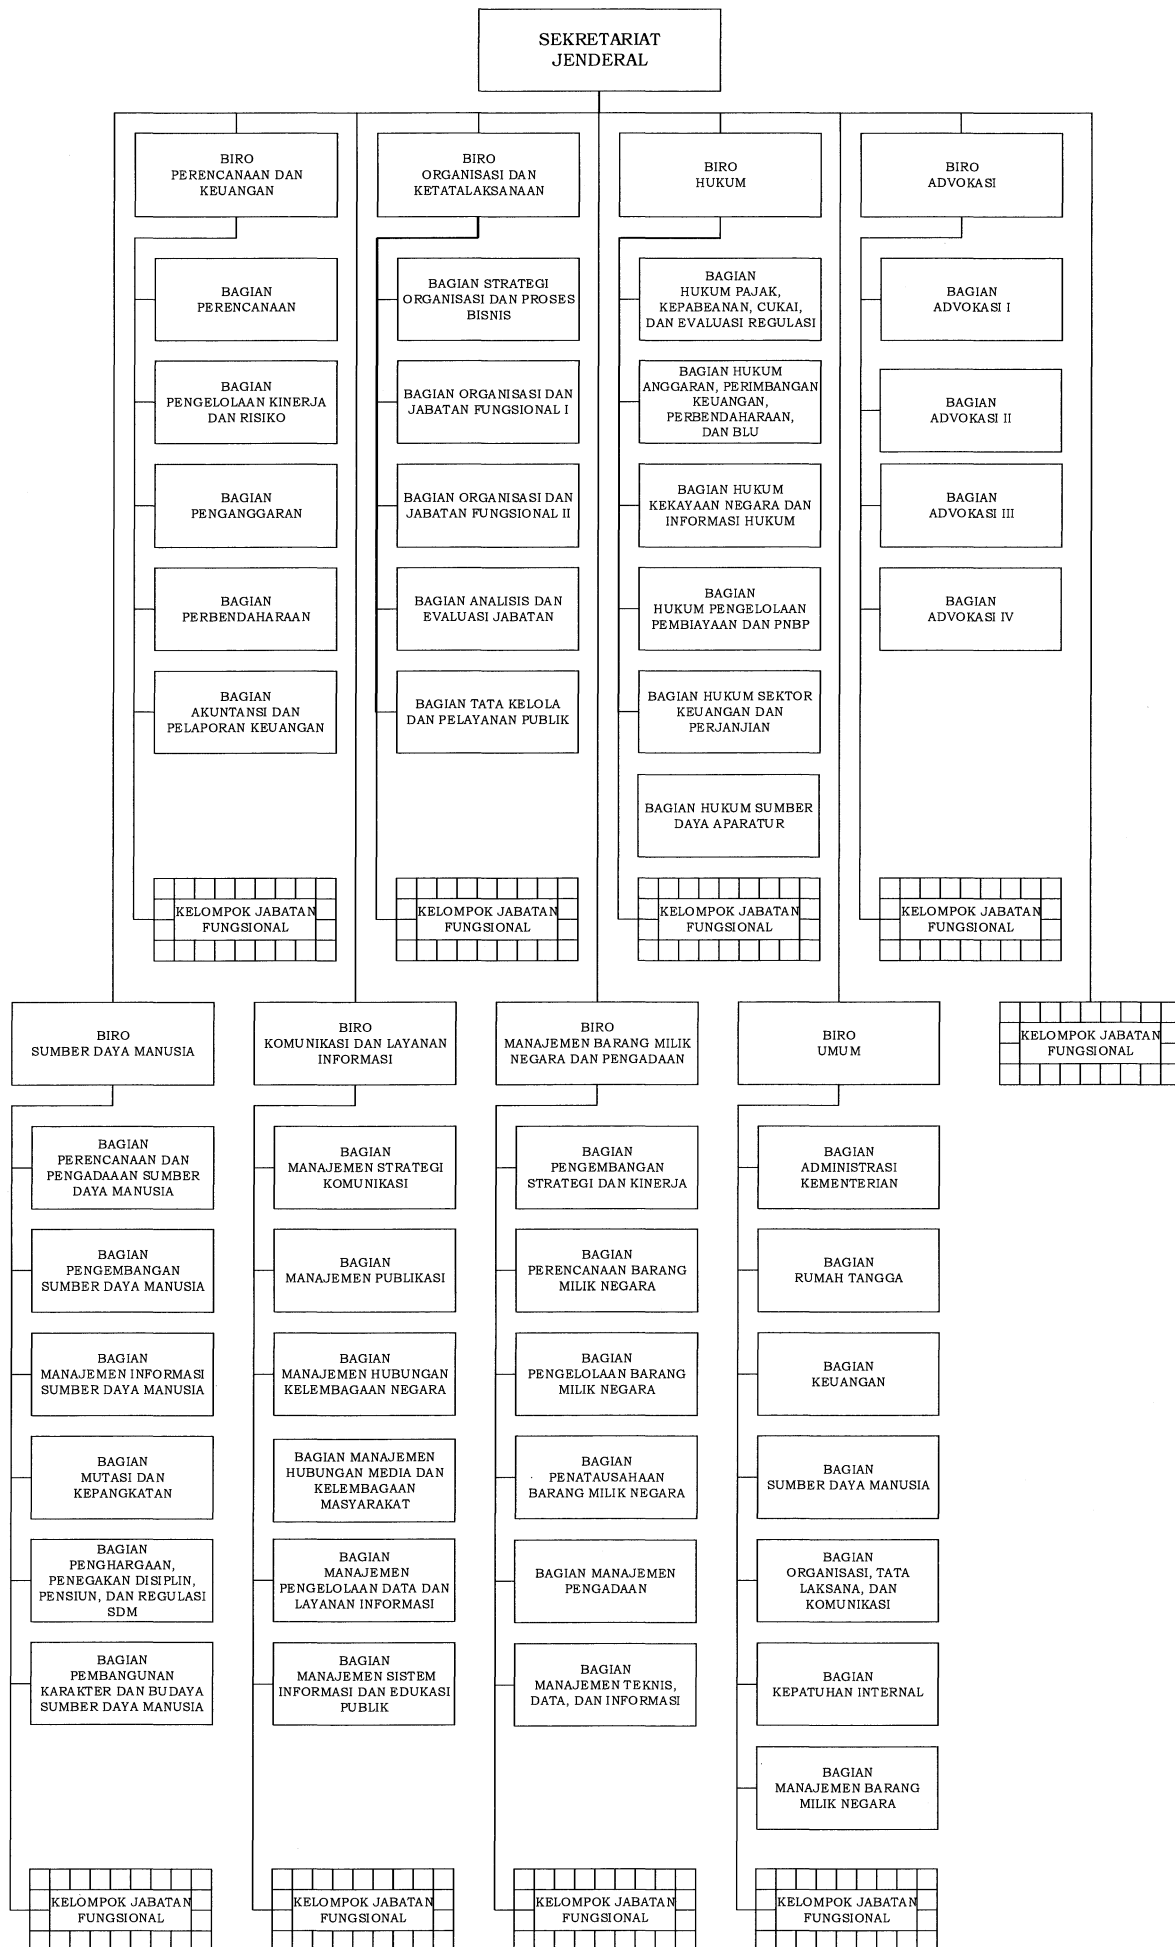 SEKRETARIAT
JENDERAL
BIRO
PERENCANAAN DAN
KEUANGAN
BAGIAN
PERENCANAAN
BAGIAN
PENGELOLAAN KINERJA
DAN RISIKO
BAGIAN
PENGANGGARAN
BAGIAN
PERBENDAHARAAN
BAGIAN
AKUNTANSI DAN
PELAPORAN KEUANGAN
KELOMPOK JABATAN
FUNGSIONAL
BIRO
ORGANISASI DAN
KETATALAKSANAAN
BAGIAN STRATEGI
ORGANISASI DAN PROSES
BISNIS
BAGIAN ORGANISASI DAN
JABATAN FUNGSIONAL I
BAGIAN ORGANISASI DAN
JABATAN FUNGSIONAL II
BAGIAN ANALISIS DAN
EVALUASI JABATAN
BAGIAN TATA KELOLA
DAN PELAYANAN PUBLIK
KELOMPOK JABATAN
FUNGSIONAL
BIRO
HUKUM
BAGIAN
HUKUM PAJAK,
KEPABEANAN, CUKAI,
DAN EVALUASI REGULASI
BAGIAN HUKUM
ANGGARAN, PERIMBANGAN
KEUANGAN,
PERBENDAHARAAN,
DAN BLU
BAGIAN HUKUM
KEKAYAAN NEGARA DAN
INFORMASI HUKUM
BAGIAN
HUKUM PENGELOLAAN
PEMBIAYAAN DAN PNBP
BAGIAN HUKUM SEKTOR
KEUANGAN DAN
PERJANJIAN
BAGIAN HUKUM SUMBER
DAYA APARATUR
KELOMPOK JABATAN
FUNGSIONAL
BIRO
ADVOKASI
BAGIAN
ADVOKASI I
BAGIAN
ADVOKASI II
BAGIAN
ADVOKASI III
BAGIAN
ADVOKASI IV
KELOMPOK JABATAN
FUNGSIONAL
BIRO
SUMBER DAYA MANUSIA
BAGIAN
PERENCANAAN DAN
PENGADAAAN SUMBER
DAYA MANUSIA
BAGIAN
PENGEMBANGAN
SUMBER DAYA MANUSIA
BAGIAN
MANAJEMEN INFORMASI
SUMBER DAYA MANUSIA
BAGIAN
MUTASI DAN
KEPANGKATAN
BAGIAN
PENGHARGAAN,
PENEGAKAN DISIPLIN,
PENSIUN, DAN REGULASI
SDM
BAGIAN
PEMBANGUNAN
KARAKTER DAN BUDAYA
SUMBER DAYA MANUSIA
KELOMPOK JABATAN
FUNGSIONAL
BIRO
KOMUNIKASI DAN LAYANAN
INFORMASI
BAGIAN
MANAJEMEN STRATEGI
KOMUNIKASI
BAGIAN
MANAJEMEN PUBLIKASI
BAGIAN
MANAJEMEN HUBUNGAN
KELEMBAGAAN NEGARA
BAGIAN MANAJEMEN
HUBUNGAN MEDIA DAN
KELEMBAGAAN
MASYARAKAT
BAGIAN
MANAJEMEN
PENGELOLAAN DATA DAN
LAYANAN INFORMASI
BAGIAN
MANAJEMEN SISTEM
INFORMASI DAN EDUKASI
PUBLIK
KELOMPOK JABATAN
FUNGSIONAL
BIRO
MANAJEMEN BARANG MILIK
NEGARA DAN PENGADAAN
BAGIAN
PENGEMBANGAN
STRATEGI DAN KINERJA
BAGIAN
PERENCANAAN BARANG
MILIK NEGARA
BAGIAN
PENGELOLAAN BARANG
MILIK NEGARA
BAGIAN
PENATAUSAHAAN
BARANG MILIK NEGARA
BAGIAN MANAJEMEN
PENGADAAN
BAGIAN
MANAJEMEN TEKNIS,
DATA, DAN INFORMASI
KELOMPOK JABATAN
FUNGSIONAL
BIRO
UMUM
BAGIAN
ADMINISTRASI
KEMENTERIAN
BAGIAN
RUMAH TANGGA
BAGIAN
KEUANGAN
BAGIAN
SUMBER DAYA MANUSIA
BAGIAN
ORGANISASI, TATA
LAKSANA, DAN
KOMUNIKASI
BAGIAN
KEPATUHAN INTERNAL
BAGIAN
MANAJEMEN BARANG
MILIK NEGARA
KELOMPOK JABATAN
FUNGSIONAL
KELOMPOK JABATAN
FUNGSIONAL